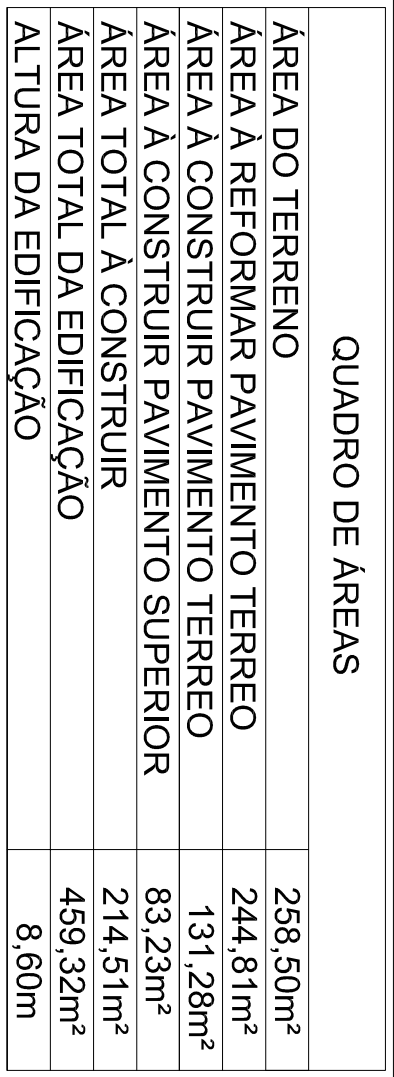 QUADRO DE ÁREAS
ÁREA DO TERRENO 258,50m²
ÁREA À REFORMAR PAVIMENTO TERREO 244,81m²
ÁREA À CONSTRUIR PAVIMENTO TERREO 131,28m²
ÁREA À CONSTRUIR PAVIMENTO SUPERIOR 83,23m²
ÁREA TOTAL À CONSTRUIR 214,51m²
ÁREA TOTAL DA EDIFICAÇÃO 459,32m²
ALTURA DA EDIFICAÇÃO 8,60m